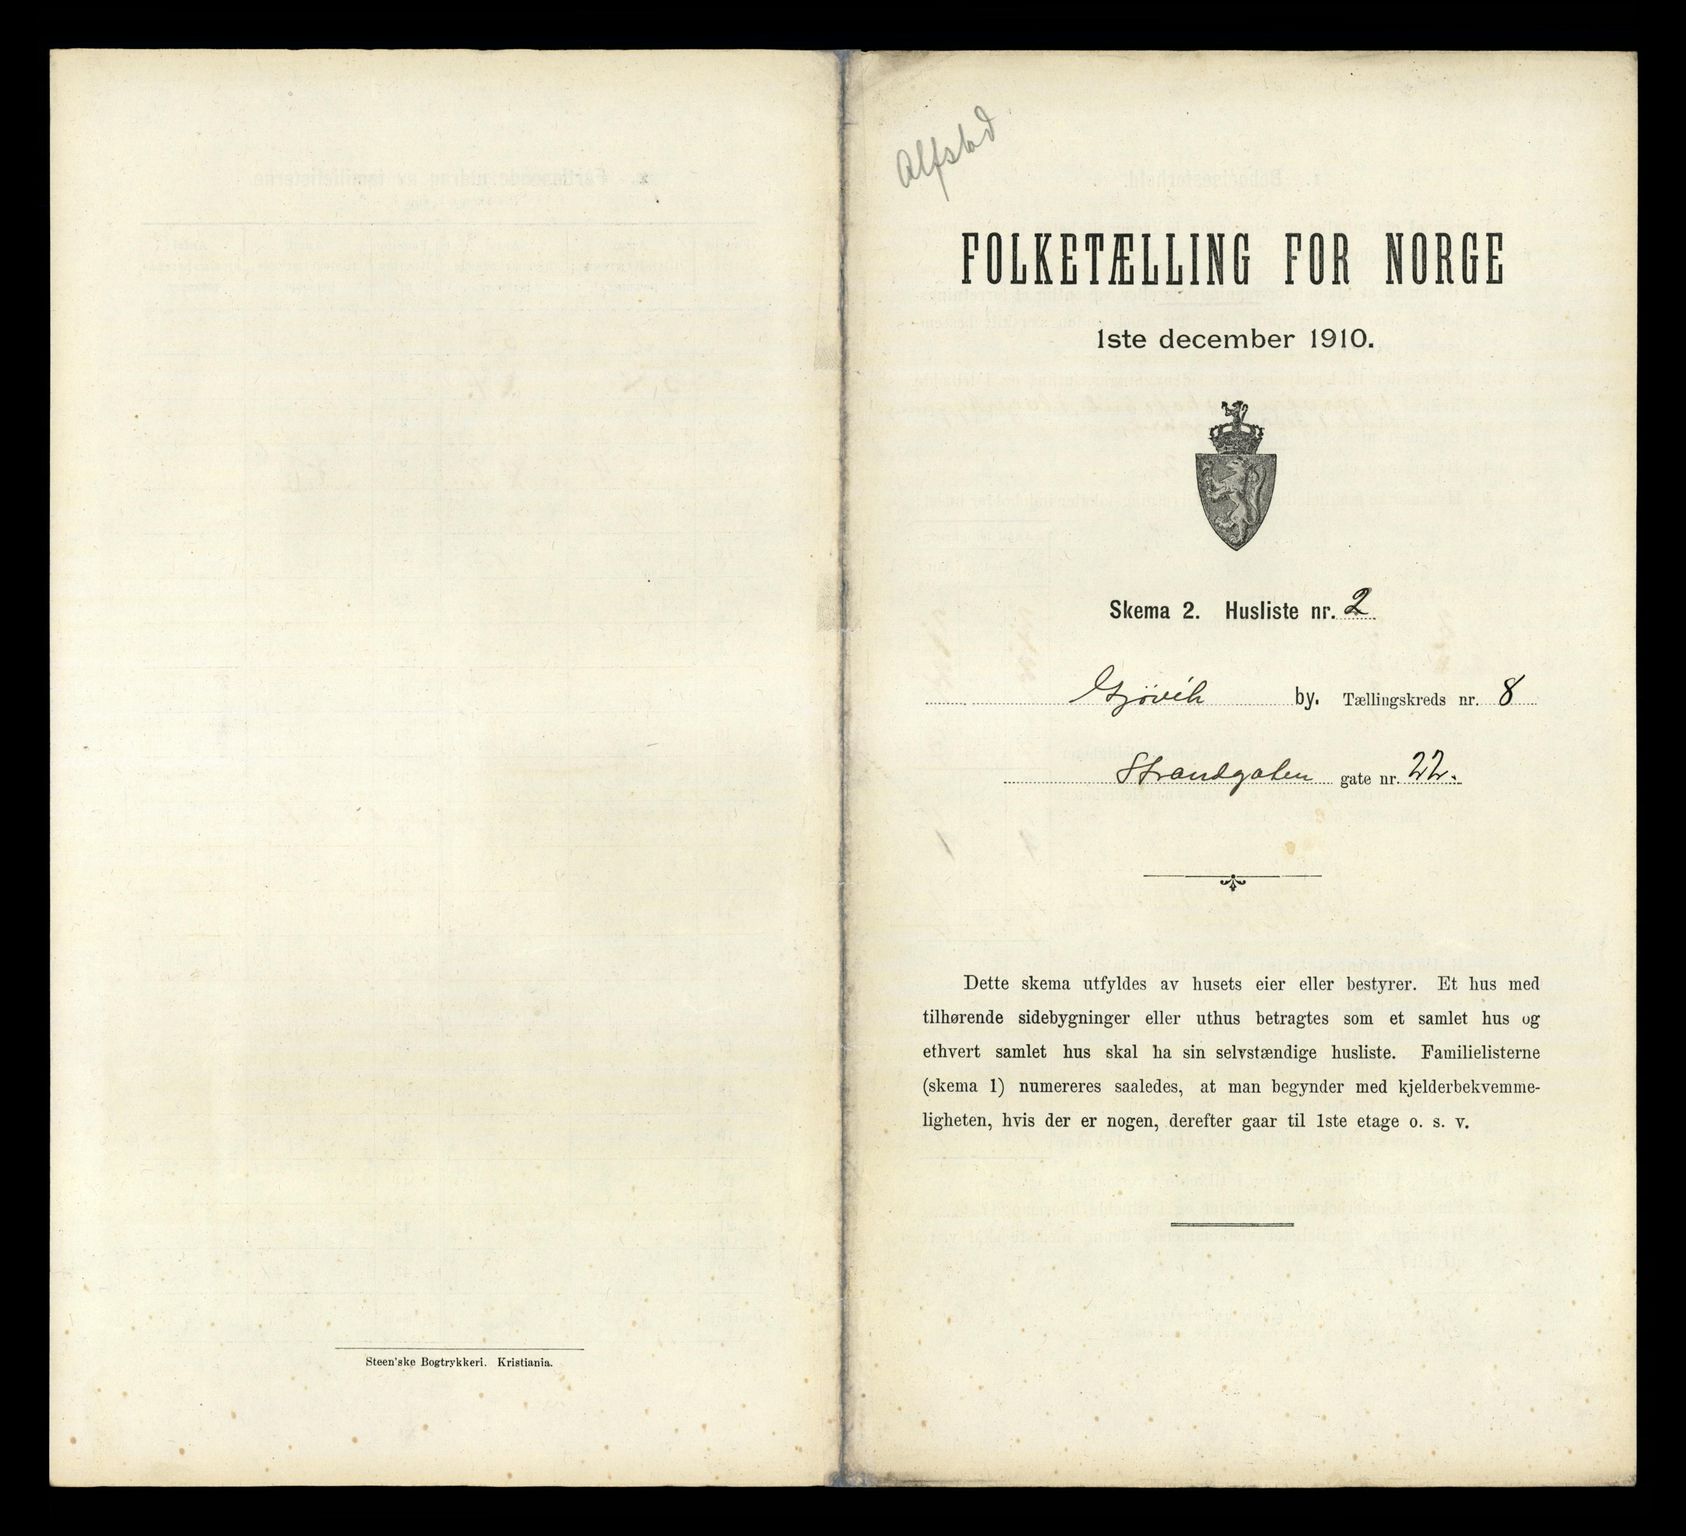 Alfstad
FOLKETÆLLING FOR NORGE
1ste december 1910.
Skema 2. Husliste nr. 2
Gjøvik by. Tællingskreds nr. 8
Strandgaten gate nr. 22.
Dette skema utfyldes av husets eier eller bestyrer. Et hus med
tilhørende sidebygninger eller uthus betragtes som et samlet hus og
ethvert samlet hus skal ha sin selvstændige husliste. Familielisterne
(skema 1) numereres saaledes, at man begynder med kjelderbekvemme-
ligheten, hvis der er nogen, derefter gaar til 1ste etage o. s. v.
Steen'ske Bogtrykkeri. Kristiania.